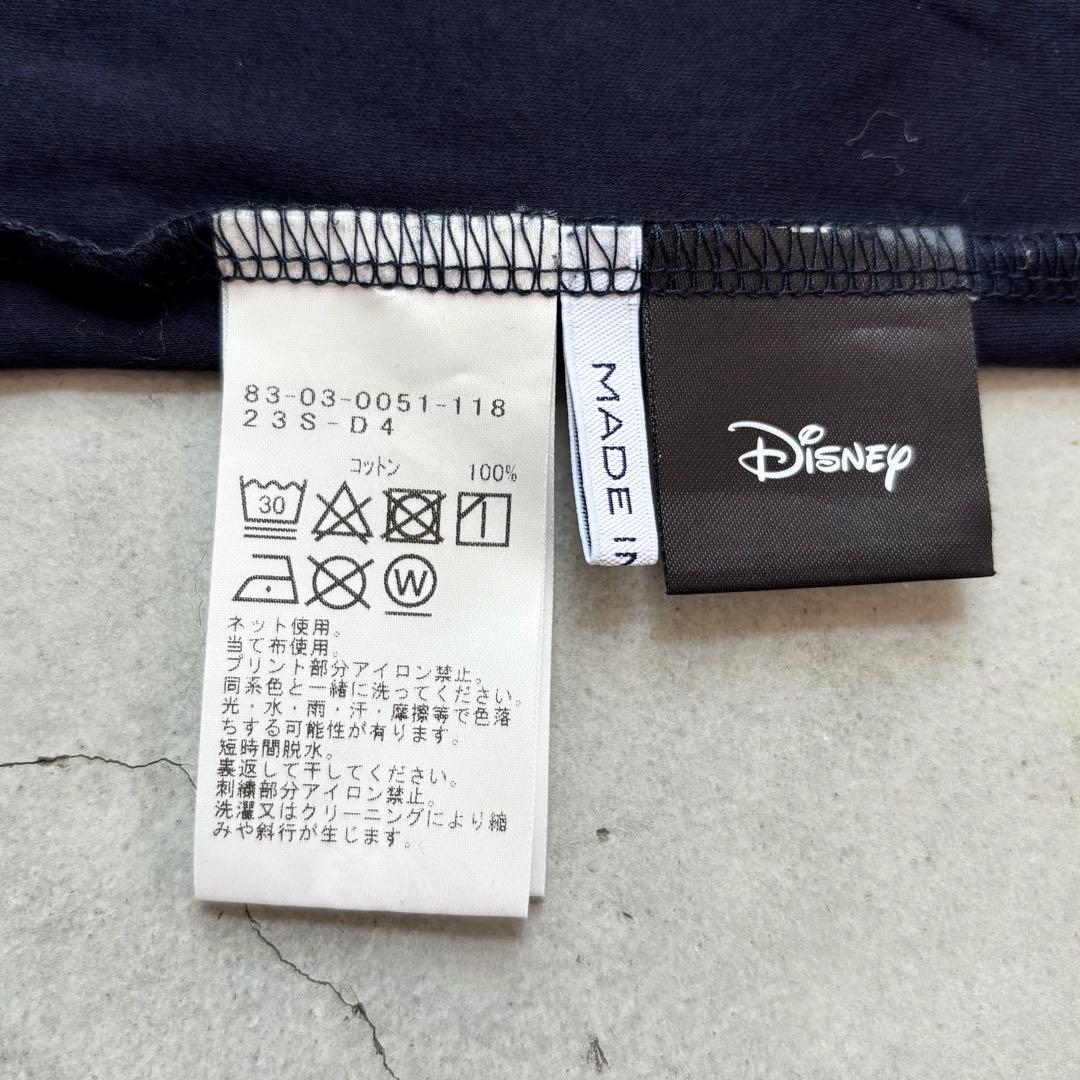 83-03-0051-118
23S-D4
コットン 100%
30
W
ネット使用。
当て布使用。
プリント部分アイロン禁止。
同系色と一緒に洗ってください。
光・水・雨・汗・摩擦等で色落
ちする可能性が有ります。
短時間脱水。
裏返して干してください。
刺繍部分アイロン禁止。
洗濯又はクリーニングにより縮
みや斜行が生じます。
MADE IN
Disney